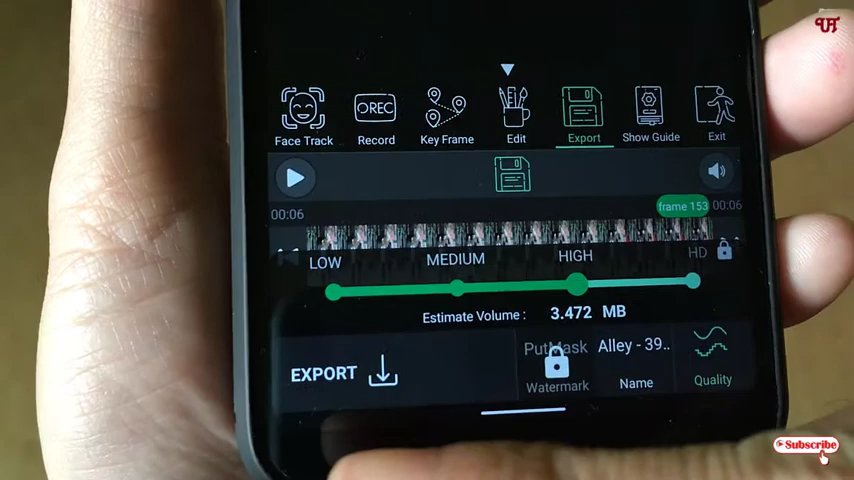 UT
Face Track
REC
Record
Key Frame
Edit
Export
Show Guide
Exit
00:06
frame 153
00:06
LOW
MEDIUM
HIGH
HD
Estimate Volume : 3.472 MB
EXPORT
PutMask
Watermark
Alley - 39..
Name
Quality
Subscribe